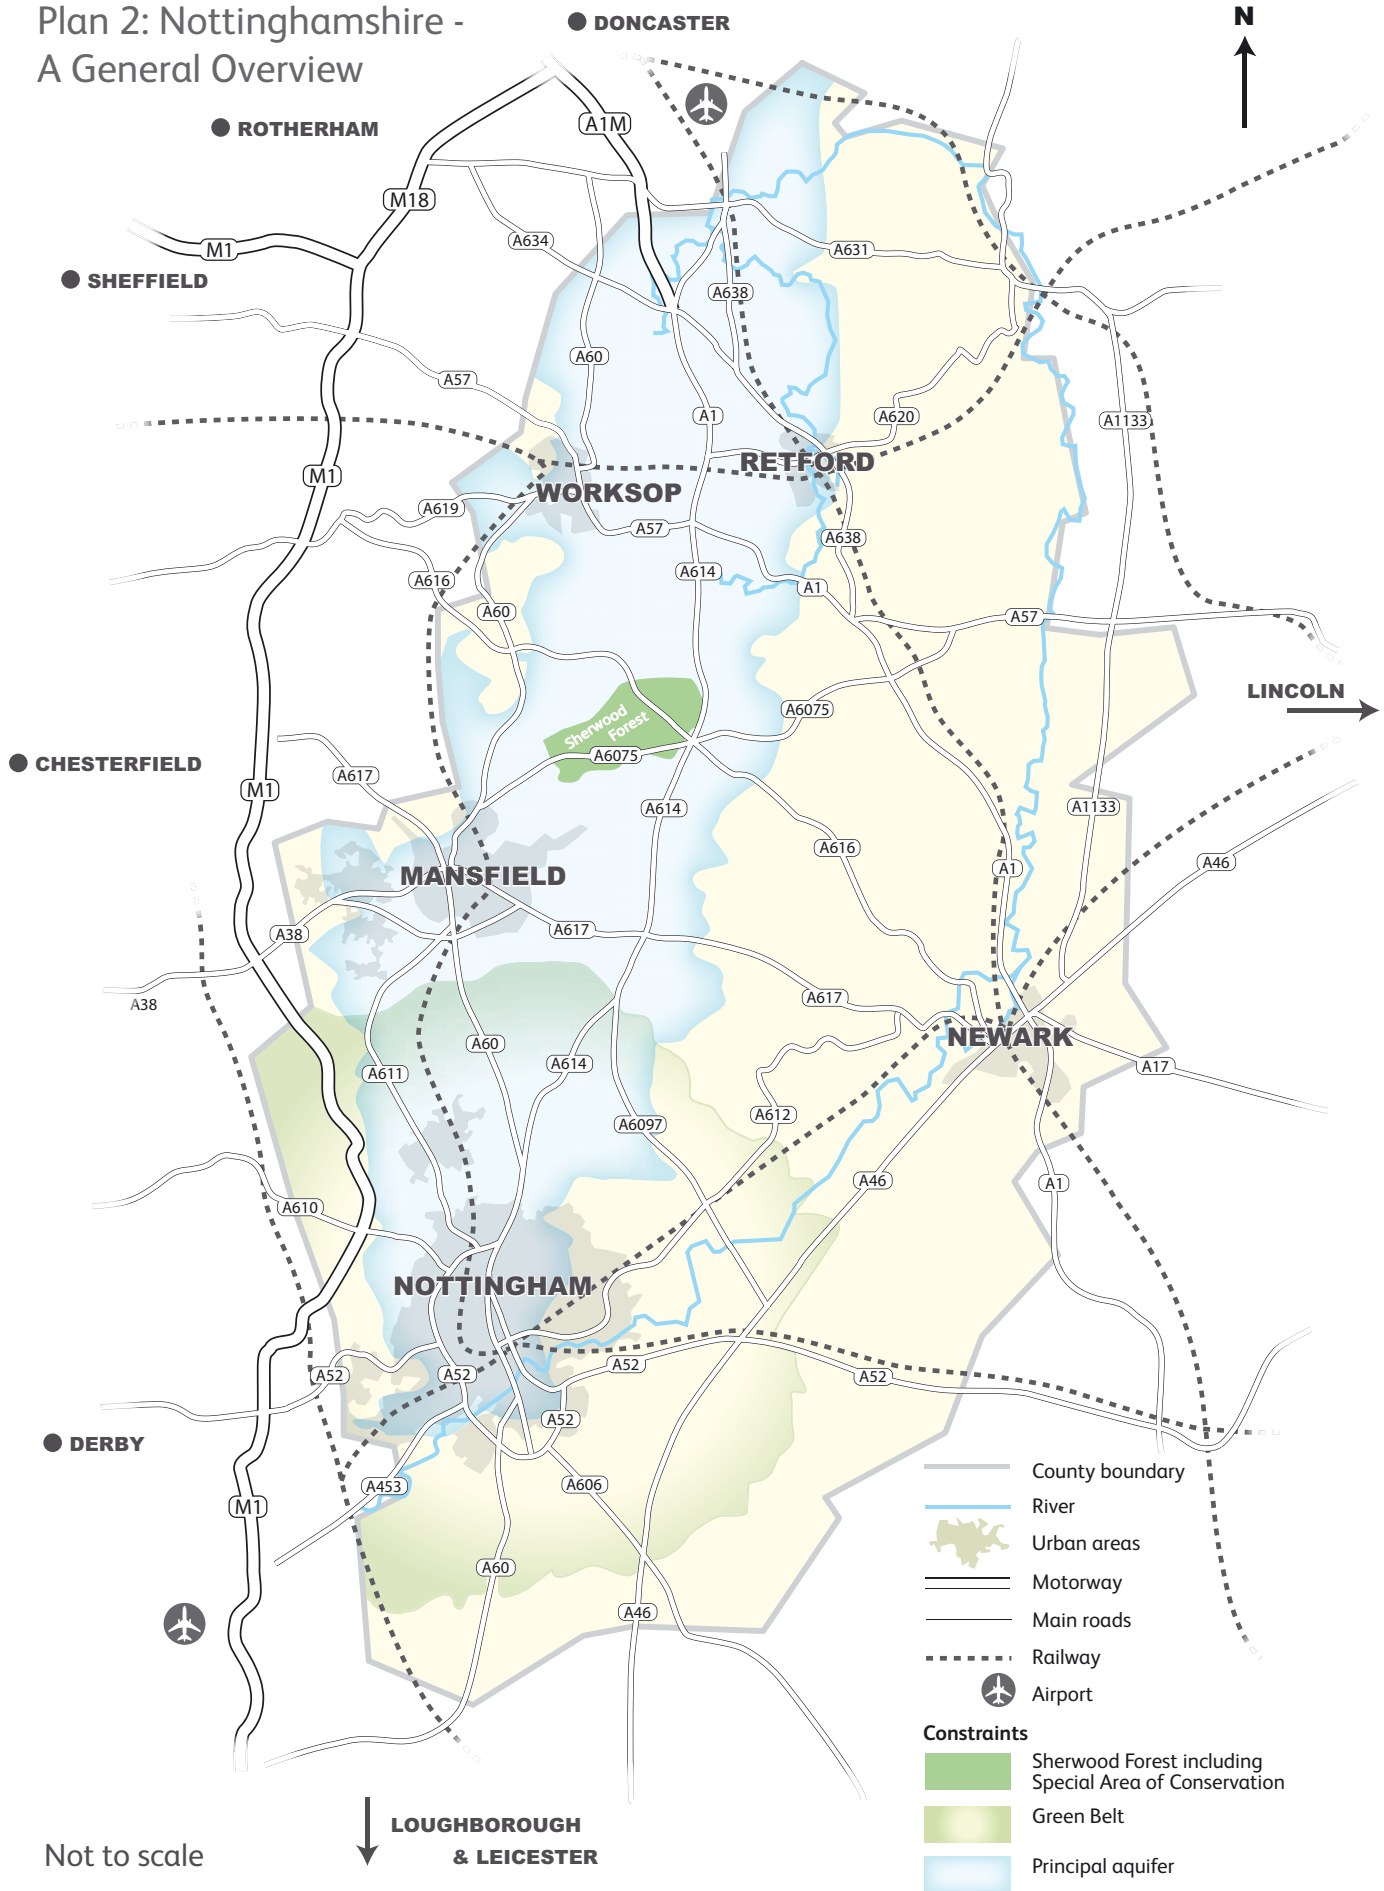 Plan 2: Nottinghamshire -
A General Overview
DONCASTER
N
ROTHERHAM
A1M
M18
M1
A634
A631
SHEFFIELD
A638
A60
A57
A1
A620
A1133
RETFORD
M1
WORKSOP
A619
A57
A638
A616
A614
A1
A60
A57
LINCOLN
Sherwood
Forest
A6075
A6075
CHESTERFIELD
A617
M1
A614
A1133
A616
A46
MANSFIELD
A1
A617
A38
A617
A38
NEWARK
A60
A614
A611
A17
A612
A6097
A46
A1
A610
NOTTINGHAM
A52
A52
A52
A52
A52
DERBY
A453
A606
M1
A60
A46
County boundary
River
Urban areas
Motorway
Main roads
Railway
Airport
Constraints
Sherwood Forest including
Special Area of Conservation
Green Belt
Principal aquifer
LOUGHBOROUGH
& LEICESTER
Not to scale